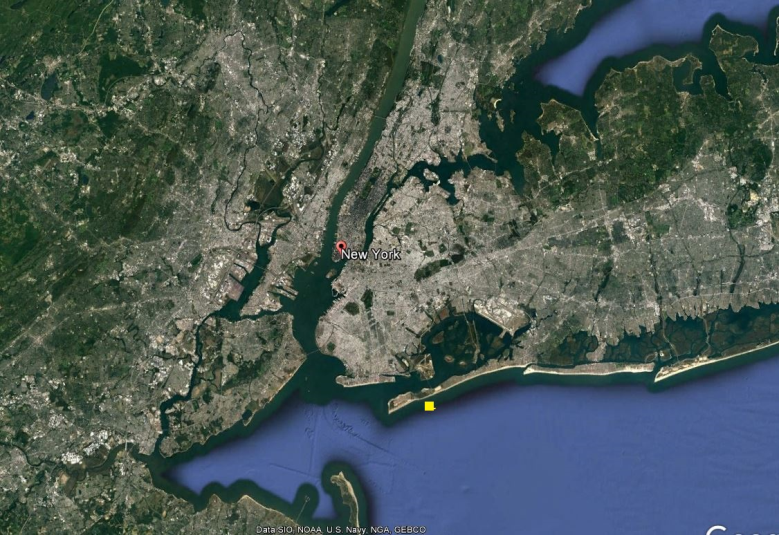 New York
Data SIO, NOAA, U.S. Navy, NGA, GEBCO